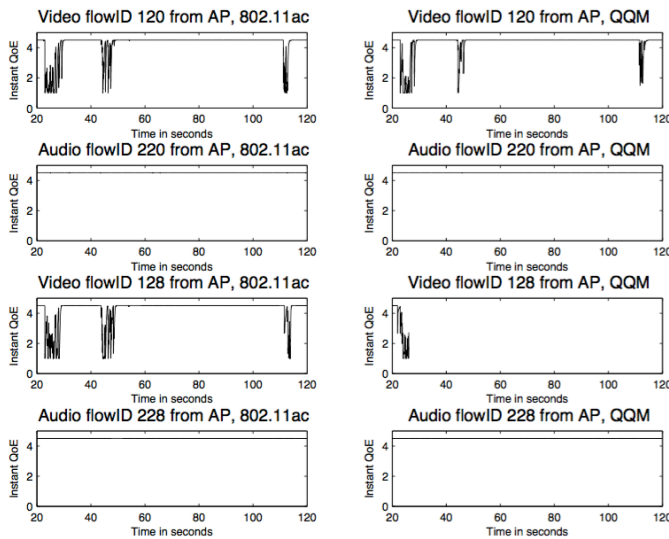 Video flowID 120 from AP, 802.11ac
Instant QoE
4
2
0
20 40 60 80 100 120
Time in seconds
Video flowID 120 from AP, QQM
Instant QoE
4
2
0
20 40 60 80 100 120
Time in seconds
Audio flowID 220 from AP, 802.11ac
Instant QoE
4
2
0
20 40 60 80 100 120
Time in seconds
Audio flowID 220 from AP, QQM
Instant QoE
4
2
0
20 40 60 80 100 120
Time in seconds
Video flowID 128 from AP, 802.11ac
Instant QoE
4
2
0
20 40 60 80 100 120
Time in seconds
Video flowID 128 from AP, QQM
Instant QoE
4
2
0
20 40 60 80 100 120
Time in seconds
Audio flowID 228 from AP, 802.11ac
Instant QoE
4
2
0
20 40 60 80 100 120
Time in seconds
Audio flowID 228 from AP, QQM
Instant QoE
4
2
0
20 40 60 80 100 120
Time in seconds